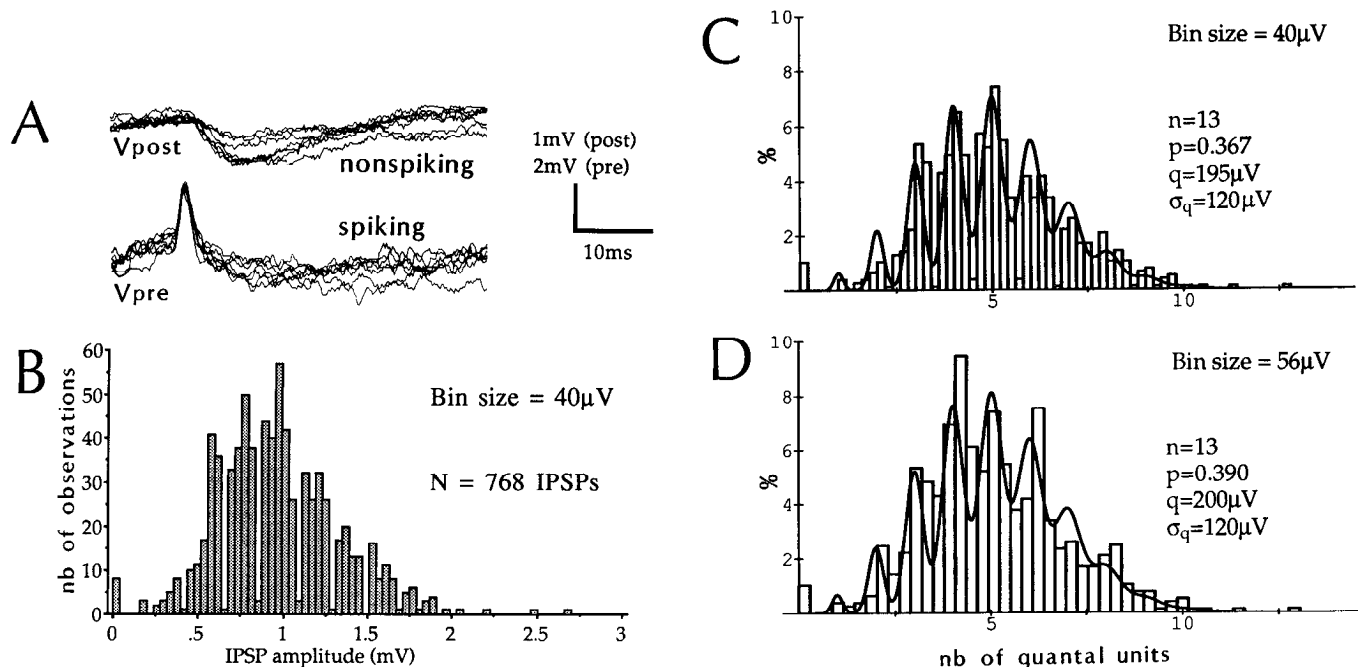 A
Vpost
nonspiking
1mV (post)
2mV (pre)
10ms
spiking
Vpre
B
nb of observations
60
50
40
30
20
10
0
Bin size = 40µV
N = 768 IPSPs
0 .5 1 1.5 2 2.5 3
IPSP amplitude (mV)
C
%
10
8
6
4
2
Bin size = 40µV
n=13
p=0.367
q=195µV
σq=120µV
5 10
D
%
10
8
6
4
2
Bin size = 56µV
n=13
p=0.390
q=200µV
σq=120µV
5 10
nb of quantal units